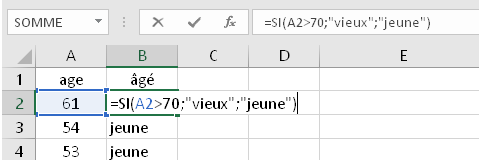 SOMME =SI(A2>70;"vieux";"jeune")
A B C D E
1 age âgé
2 61 =SI(A2>70;"vieux";"jeune")
3 54 jeune
4 53 jeune